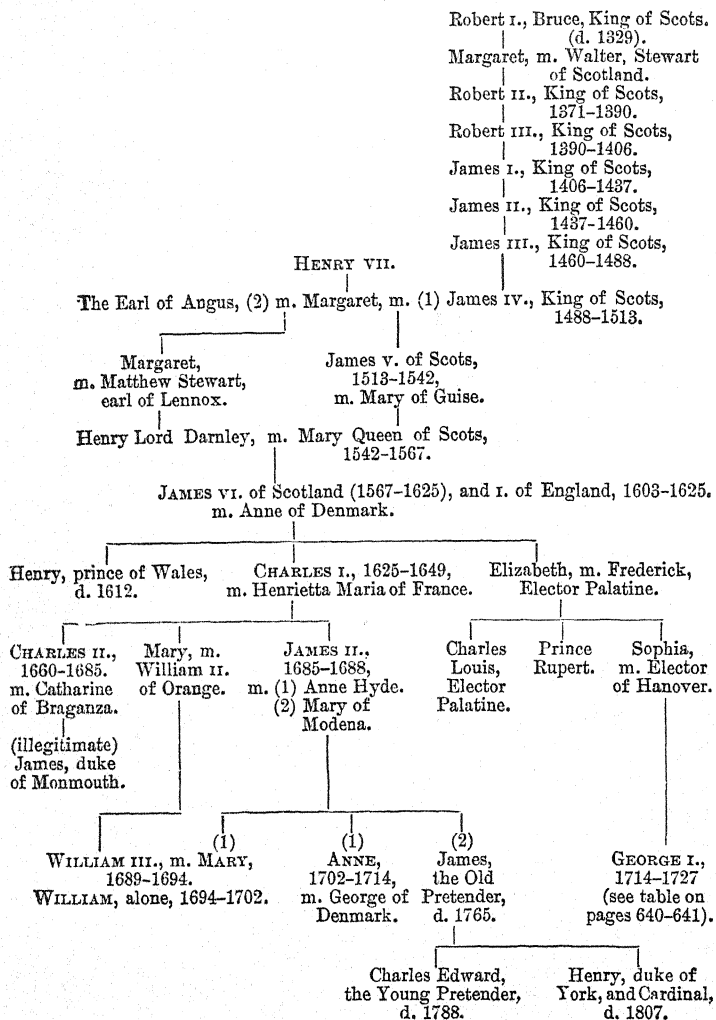 Robert I., Bruce, King of Scots.
(d. 1329).
Margaret, m. Walter, Stewart
of Scotland.
Robert II., King of Scots,
1371–1390.
Robert III., King of Scots,
1390–1406.
James I., King of Scots,
1406–1437.
James II., King of Scots,
1437–1460.
James III., King of Scots,
1460–1488.
HENRY VII.
The Earl of Angus, (2) m. Margaret, m. (1) James IV., King of Scots,
1488–1513.
Margaret,
m. Matthew Stewart,
earl of Lennox.
James V. of Scots,
1513–1542,
m. Mary of Guise.
Henry Lord Darnley, m. Mary Queen of Scots,
1542–1567.
JAMES VI. of Scotland (1567–1625), and I. of England, 1603–1625.
m. Anne of Denmark.
Henry, prince of Wales,
d. 1612.
CHARLES I., 1625–1649,
m. Henrietta Maria of France.
Elizabeth, m. Frederick,
Elector Palatine.
CHARLES II.,
1660–1685.
m. Catharine
of Braganza.
(illegitimate)
James, duke
of Monmouth.
Mary, m.
William II.
of Orange.
JAMES II.,
1685–1688,
m. (1) Anne Hyde.
(2) Mary of
Modena.
Charles
Louis,
Elector
Palatine.
Prince
Rupert.
Sophia,
m. Elector
of Hanover.
(1)
WILLIAM III., m. MARY,
1689–1694.
WILLIAM, alone, 1694–1702.
(1)
ANNE,
1702–1714,
m. George of
Denmark.
(2)
James,
the Old
Pretender,
d. 1765.
GEORGE I.,
1714–1727
(see table on
pages 640–641).
Charles Edward,
the Young Pretender,
d. 1788.
Henry, duke of
York, and Cardinal,
d. 1807.